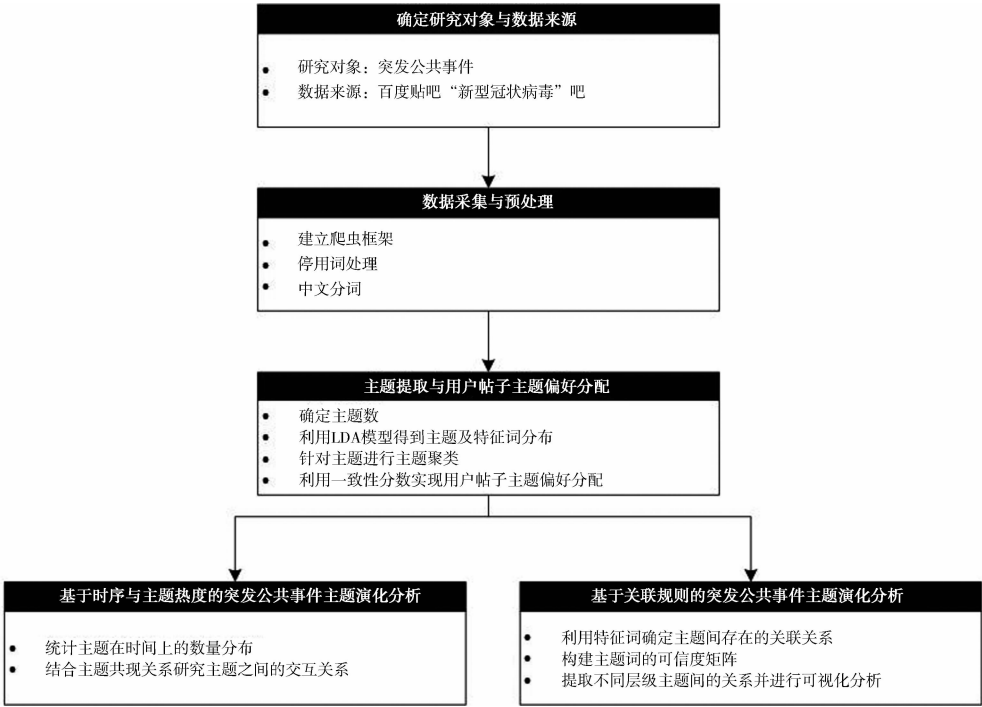 确定研究对象与数据来源
研究对象：突发公共事件
数据来源：百度贴吧“新型冠状病毒”吧
数据采集与预处理
建立爬虫框架
停用词处理
中文分词
主题提取与用户帖子主题偏好分配
确定主题数
利用LDA模型得到主题及特征词分布
针对主题进行主题聚类
利用一致性分数实现用户帖子主题偏好分配
基于时序与主题热度的突发公共事件主题演化分析
统计主题在时间上的数量分布
结合主题共现关系研究主题之间的交互关系
基于关联规则的突发公共事件主题演化分析
利用特征词确定主题间存在的关联关系
构建主题词的可信度矩阵
提取不同层级主题间的关系并进行可视化分析